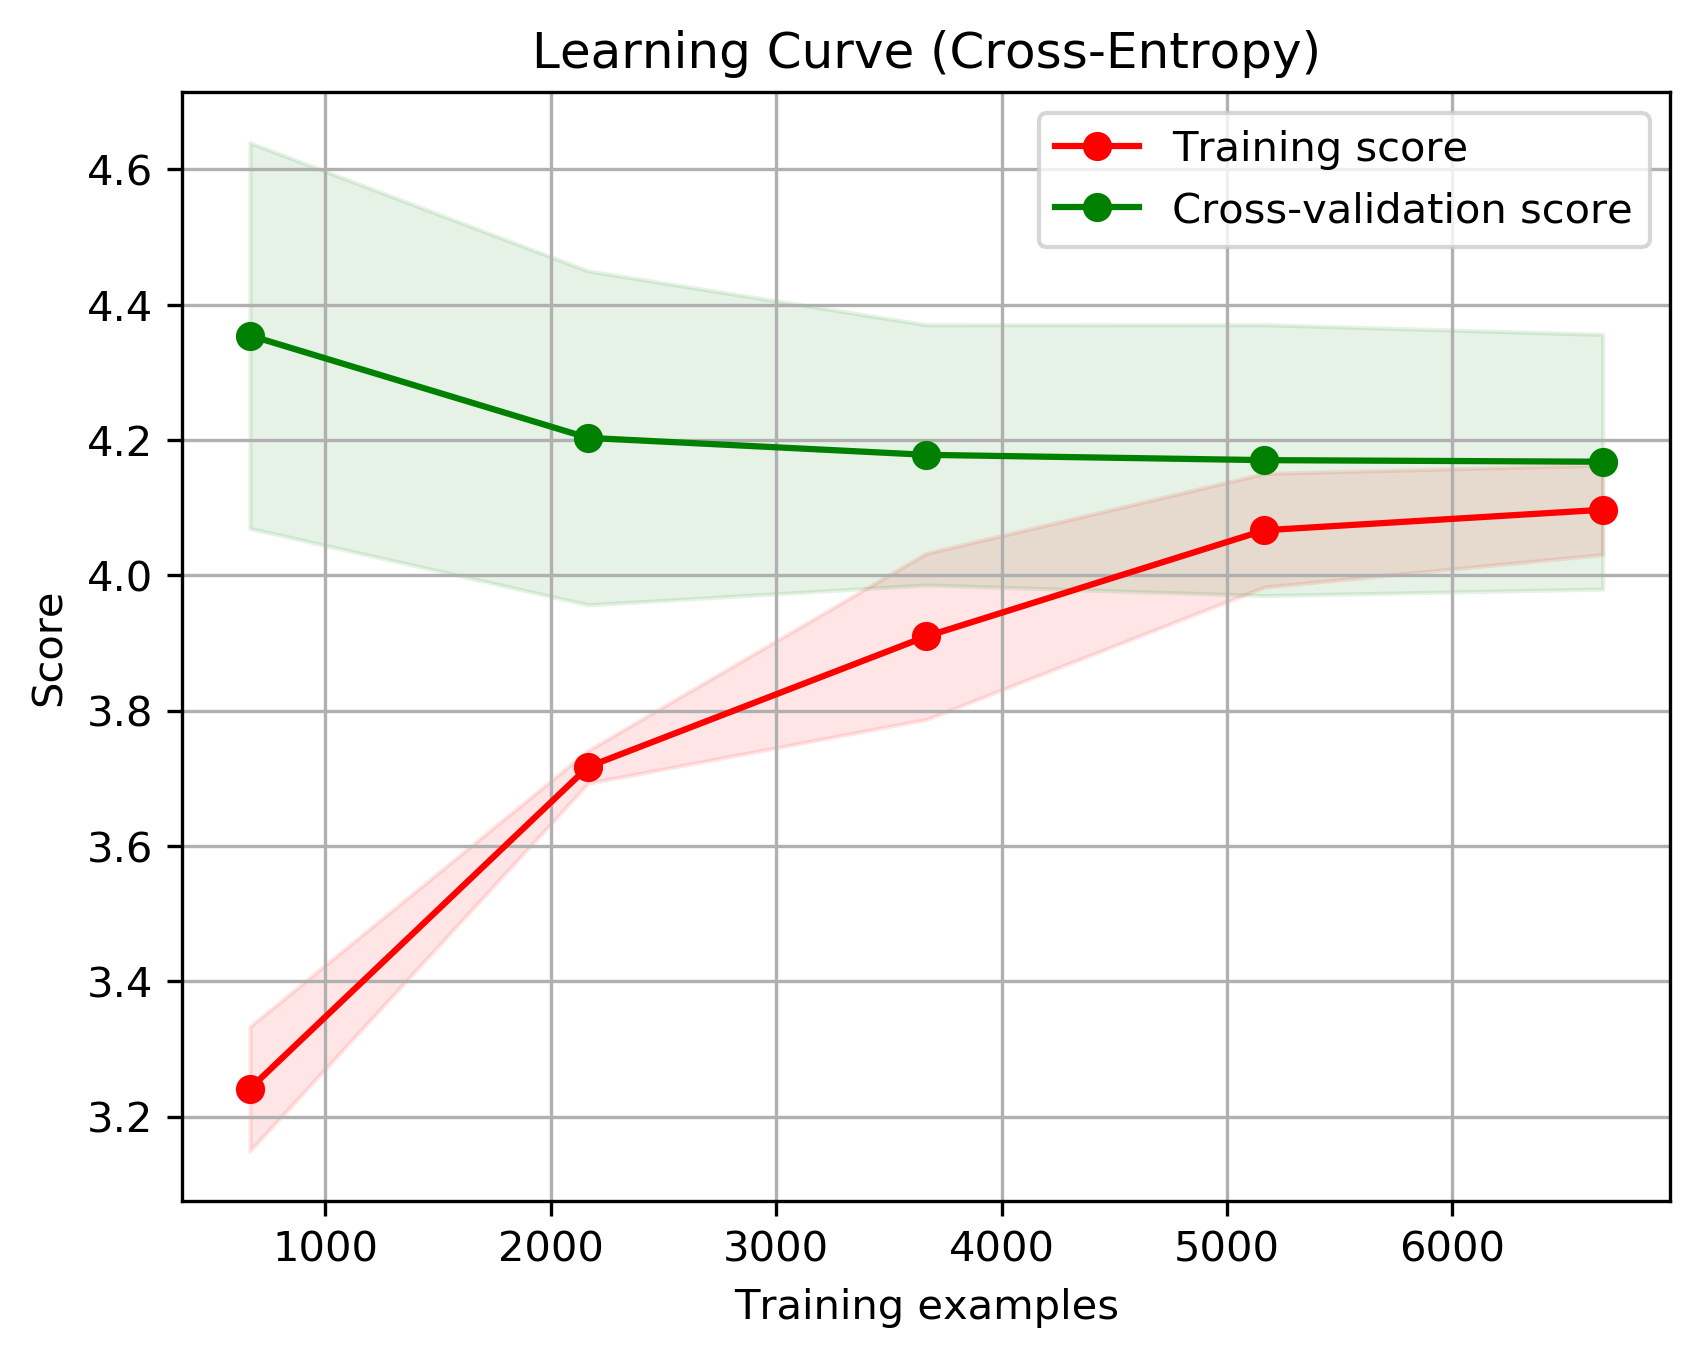 Learning Curve (Cross-Entropy)
Training score
Cross-validation score
4.6
4.4
4.2
4.0
3.8
3.6
3.4
3.2
Score
1000 2000 3000 4000 5000 6000
Training examples